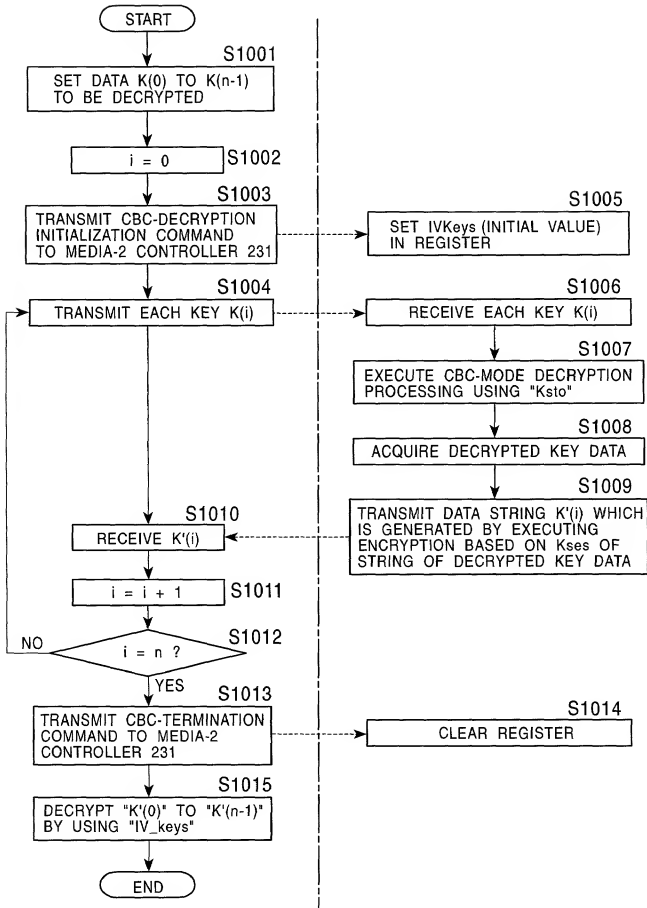 START
S1001
SET DATA K(0) TO K(n-1)
TO BE DECRYPTED
i = 0
S1002
S1003
TRANSMIT CBC-DECRYPTION
INITIALIZATION COMMAND
TO MEDIA-2 CONTROLLER 231
S1005
SET IVKeys (INITIAL VALUE)
IN REGISTER
S1004
TRANSMIT EACH KEY K(i)
S1006
RECEIVE EACH KEY K(i)
S1007
EXECUTE CBC-MODE DECRYPTION
PROCESSING USING "Ksto"
S1008
ACQUIRE DECRYPTED KEY DATA
S1009
TRANSMIT DATA STRING K'(i) WHICH
IS GENERATED BY EXECUTING
ENCRYPTION BASED ON Kses OF
STRING OF DECRYPTED KEY DATA
S1010
RECEIVE K'(i)
i = i + 1
S1011
S1012
NO
i = n ?
YES
S1013
TRANSMIT CBC-TERMINATION
COMMAND TO MEDIA-2
CONTROLLER 231
S1014
CLEAR REGISTER
S1015
DECRYPT "K'(0)" TO "K'(n-1)"
BY USING "IV_keys"
END